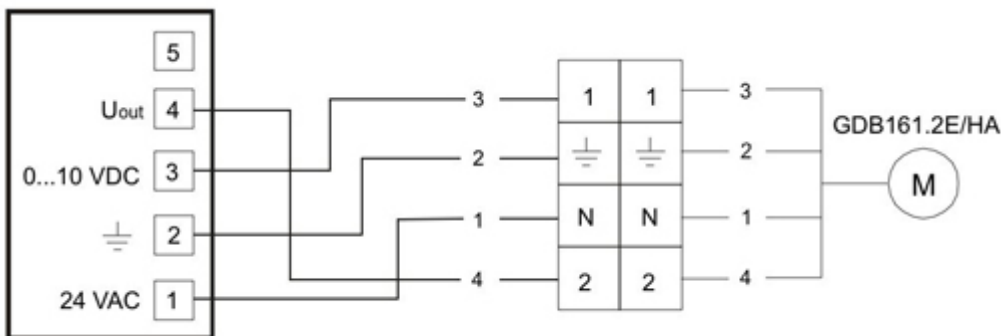 5
Uout 4
0...10 VDC 3
2
24 VAC 1
3 1 1 3
2 2
1 N N 1
4 2 2 4
GDB161.2E/HA
M